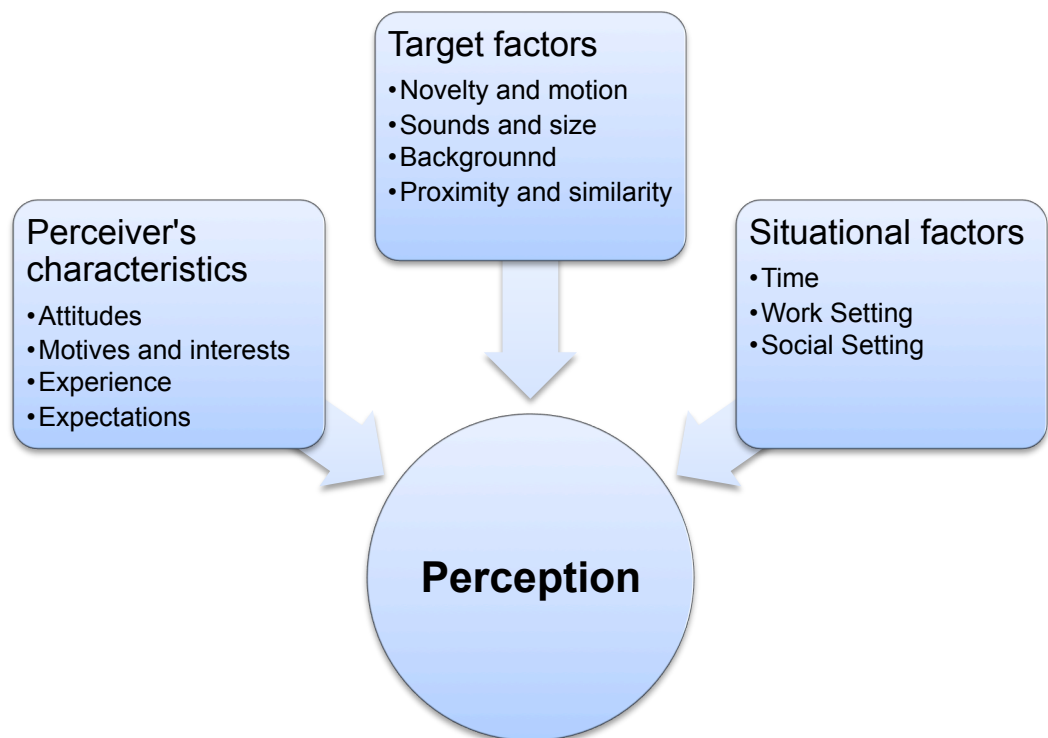 Target factors
•Novelty and motion
•Sounds and size
•Backgrounnd
•Proximity and similarity
Perceiver's
characteristics
•Attitudes
•Motives and interests
•Experience
•Expectations
Situational factors
•Time
•Work Setting
•Social Setting
Perception